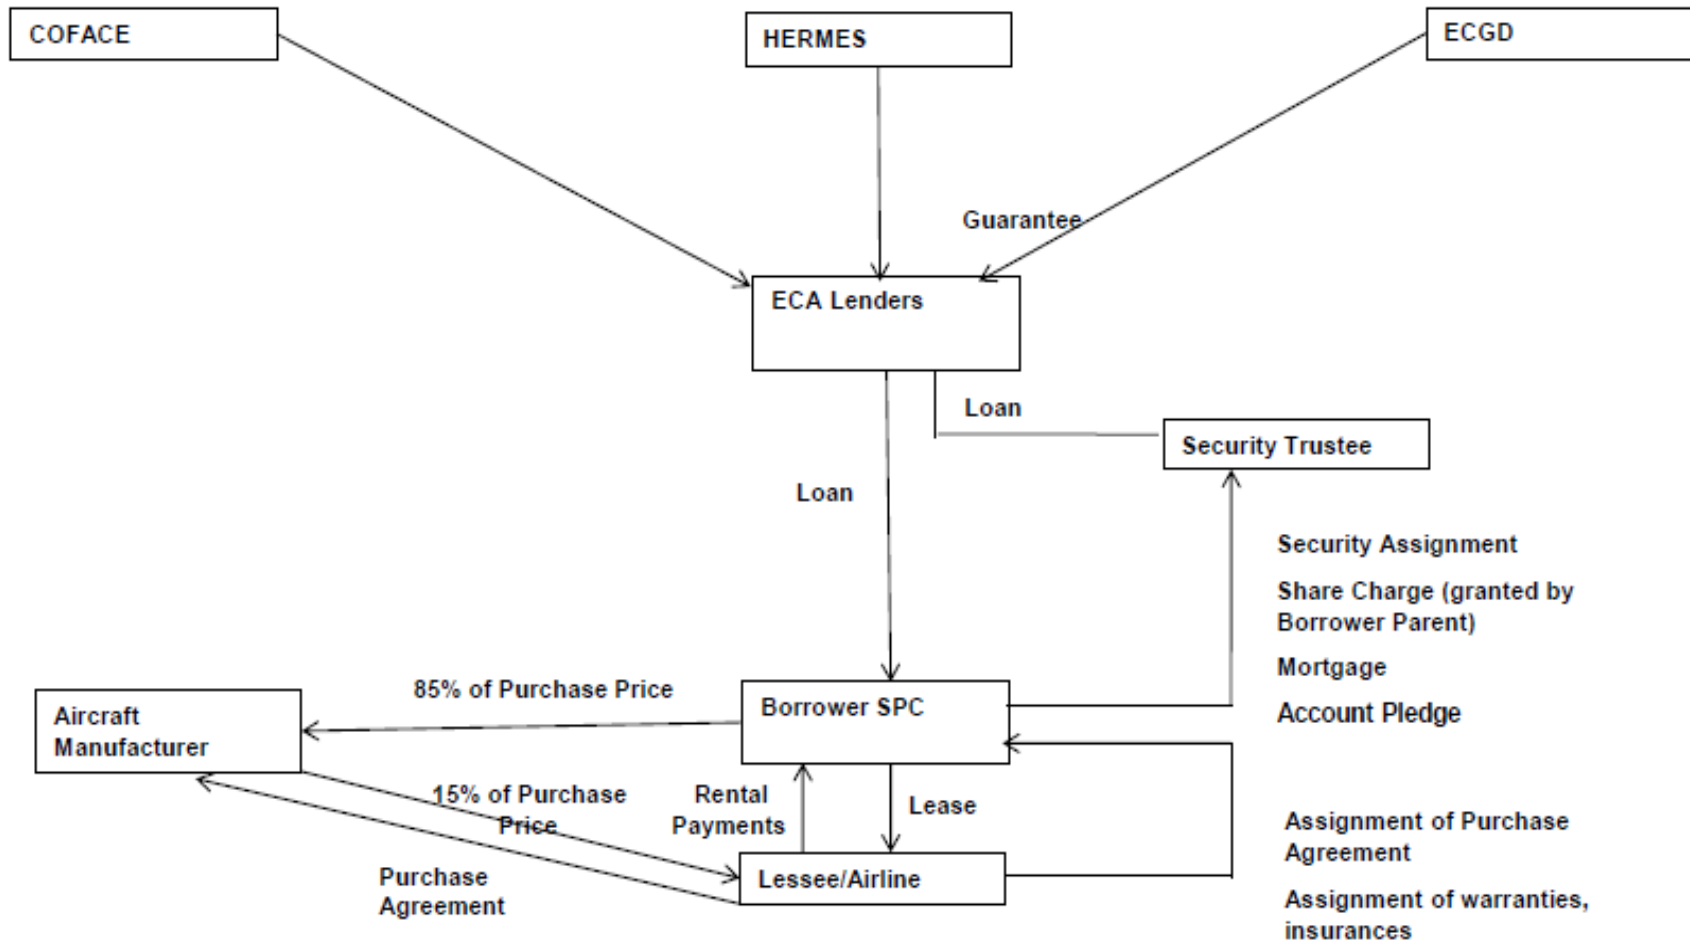 COFACE
HERMES
ECGD
Guarantee
ECA Lenders
Loan
Security Trustee
Loan
Security Assignment
Share Charge (granted by
Borrower Parent)
Mortgage
Account Pledge
85% of Purchase Price
Borrower SPC
Aircraft
Manufacturer
15% of Purchase
Price
Rental
Payments
Lease
Assignment of Purchase
Agreement
Purchase
Agreement
Lessee/Airline
Assignment of warranties,
insurances